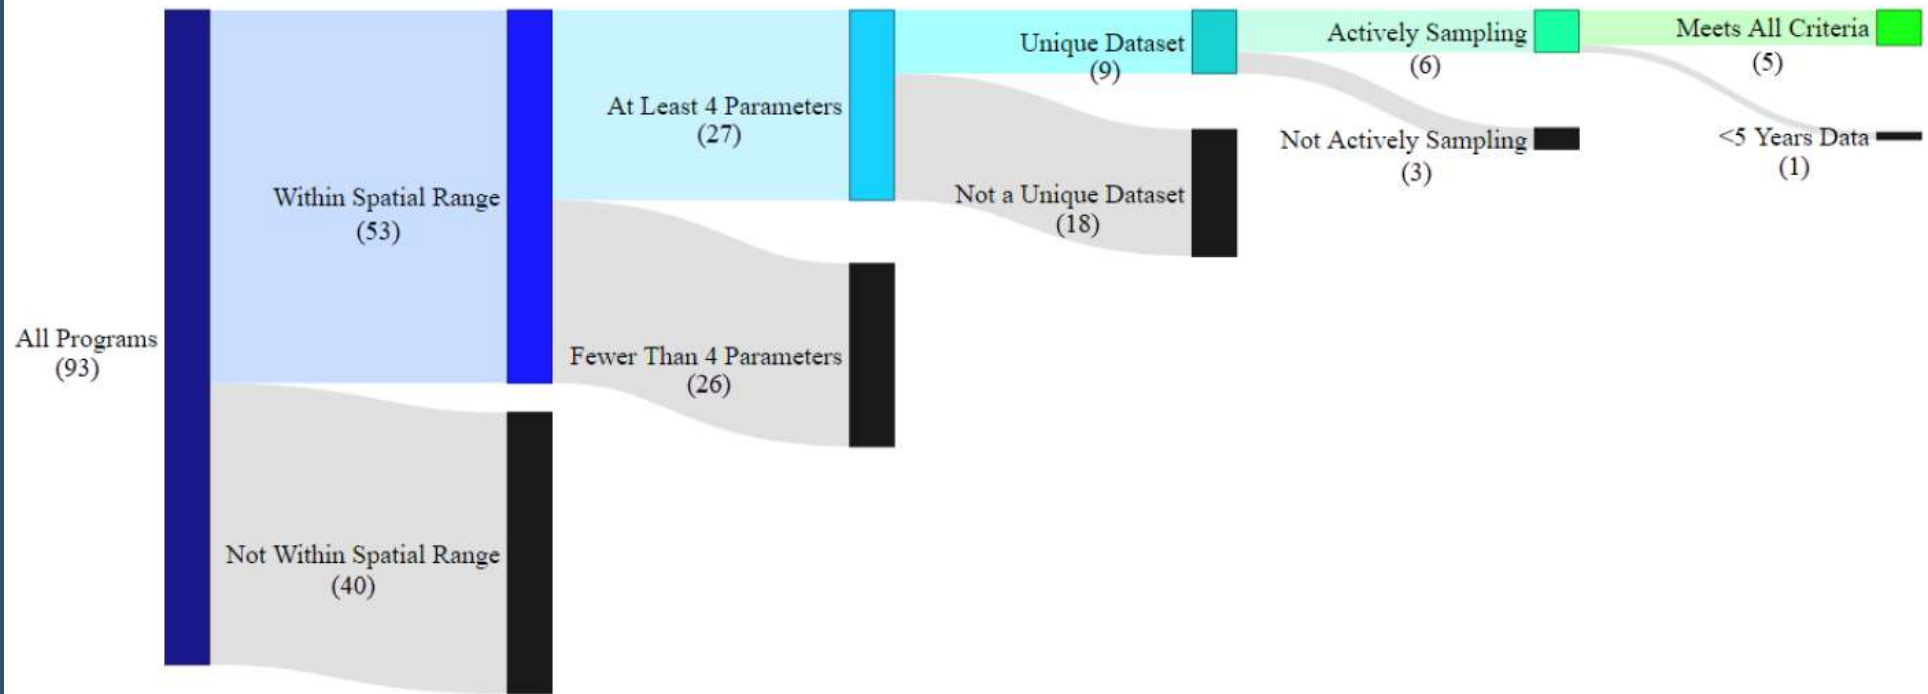 All Programs
(93)
Within Spatial Range
(53)
Not Within Spatial Range
(40)
At Least 4 Parameters
(27)
Fewer Than 4 Parameters
(26)
Unique Dataset
(9)
Not a Unique Dataset
(18)
Actively Sampling
(6)
Not Actively Sampling
(3)
Meets All Criteria
(5)
<5 Years Data
(1)